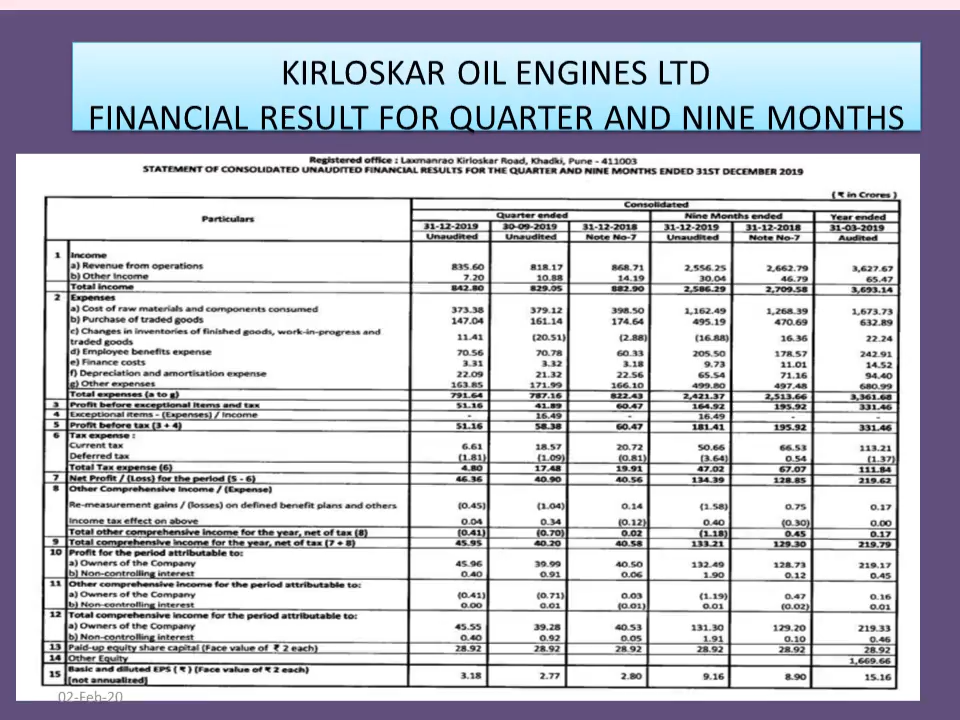 KIRLOSKAR OIL ENGINES LTD
FINANCIAL RESULT FOR QUARTER AND NINE MONTHS
Registered office : Laxmanrao Kirloskar Road, Khadki, Pune - 411003
STATEMENT OF CONSOLIDATED UNAUDITED FINANCIAL RESULTS FOR THE QUARTER AND NINE MONTHS ENDED 31ST DECEMBER 2019
( ₹ in Crores )
Particulars Consolidated
Quarter ended Nine Months ended Year ended
31-12-2019 30-09-2019 31-12-2018 31-12-2019 31-12-2018 31-03-2019
Unaudited Unaudited Note No-7 Unaudited Note No-7 Audited
1 Income
a) Revenue from operations 835.60 818.17 868.71 2,556.25 2,662.79 3,627.67
b) Other Income 7.20 10.88 14.19 30.04 46.79 65.47
Total income 842.80 829.05 882.90 2,586.29 2,709.58 3,693.14
2 Expenses
a) Cost of raw materials and components consumed 373.38 379.12 398.50 1,162.49 1,268.39 1,673.73
b) Purchase of traded goods 147.04 161.14 174.64 495.19 470.69 632.89
c) Changes in inventories of finished goods, work-in-progress and
traded goods 11.41 (20.51) (2.88) (16.88) 16.36 22.24
d) Employee benefits expense 70.56 70.78 60.33 205.50 178.57 242.91
e) Finance costs 3.31 3.32 3.18 9.73 11.01 14.52
f) Depreciation and amortisation expense 22.09 21.32 22.56 65.54 71.16 94.40
g) Other expenses 163.85 171.99 166.10 499.80 497.48 680.99
Total expenses (a to g) 791.64 787.16 822.43 2,421.37 2,513.66 3,361.68
3 Profit before exceptional items and tax 51.16 41.89 60.47 164.92 195.92 331.46
4 Exceptional items - (Expenses) / Income - 16.49 - 16.49 - -
5 Profit before tax (3 + 4) 51.16 58.38 60.47 181.41 195.92 331.46
6 Tax expense :
Current tax 6.61 18.57 20.72 50.66 66.53 113.21
Deferred tax (1.81) (1.09) (0.81) (3.64) 0.54 (1.37)
Total Tax expense (6) 4.80 17.48 19.91 47.02 67.07 111.84
7 Net Profit / (Loss) for the period (5 - 6) 46.36 40.90 40.56 134.39 128.85 219.62
8 Other Comprehensive Income / (Expense)
Re-measurement gains / (losses) on defined benefit plans and others (0.45) (1.04) 0.14 (1.58) 0.75 0.17
Income tax effect on above 0.04 0.34 (0.12) 0.40 (0.30) 0.00
Total other comprehensive income for the year, net of tax (8) (0.41) (0.70) 0.02 (1.18) 0.45 0.17
9 Total comprehensive income for the year, net of tax (7 + 8) 45.95 40.20 40.58 133.21 129.30 219.79
10 Profit for the period attributable to:
a) Owners of the Company 45.96 39.99 40.50 132.49 128.73 219.17
b) Non-controlling interest 0.40 0.91 0.06 1.90 0.12 0.45
11 Other comprehensive income for the period attributable to:
a) Owners of the Company (0.41) (0.71) 0.03 (1.19) 0.47 0.16
b) Non-controlling interest 0.00 0.01 (0.01) 0.01 (0.02) 0.01
12 Total comprehensive income for the period attributable to:
a) Owners of the Company 45.55 39.28 40.53 131.30 129.20 219.33
b) Non-controlling interest 0.40 0.92 0.05 1.91 0.10 0.46
13 Paid-up equity share capital (Face value of ₹ 2 each) 28.92 28.92 28.92 28.92 28.92 28.92
14 Other Equity 1,669.66
15 Basic and diluted EPS ( ₹ ) (Face value of ₹ 2 each)
[not annualized] 3.18 2.77 2.80 9.16 8.90 15.16
02-Feb-20